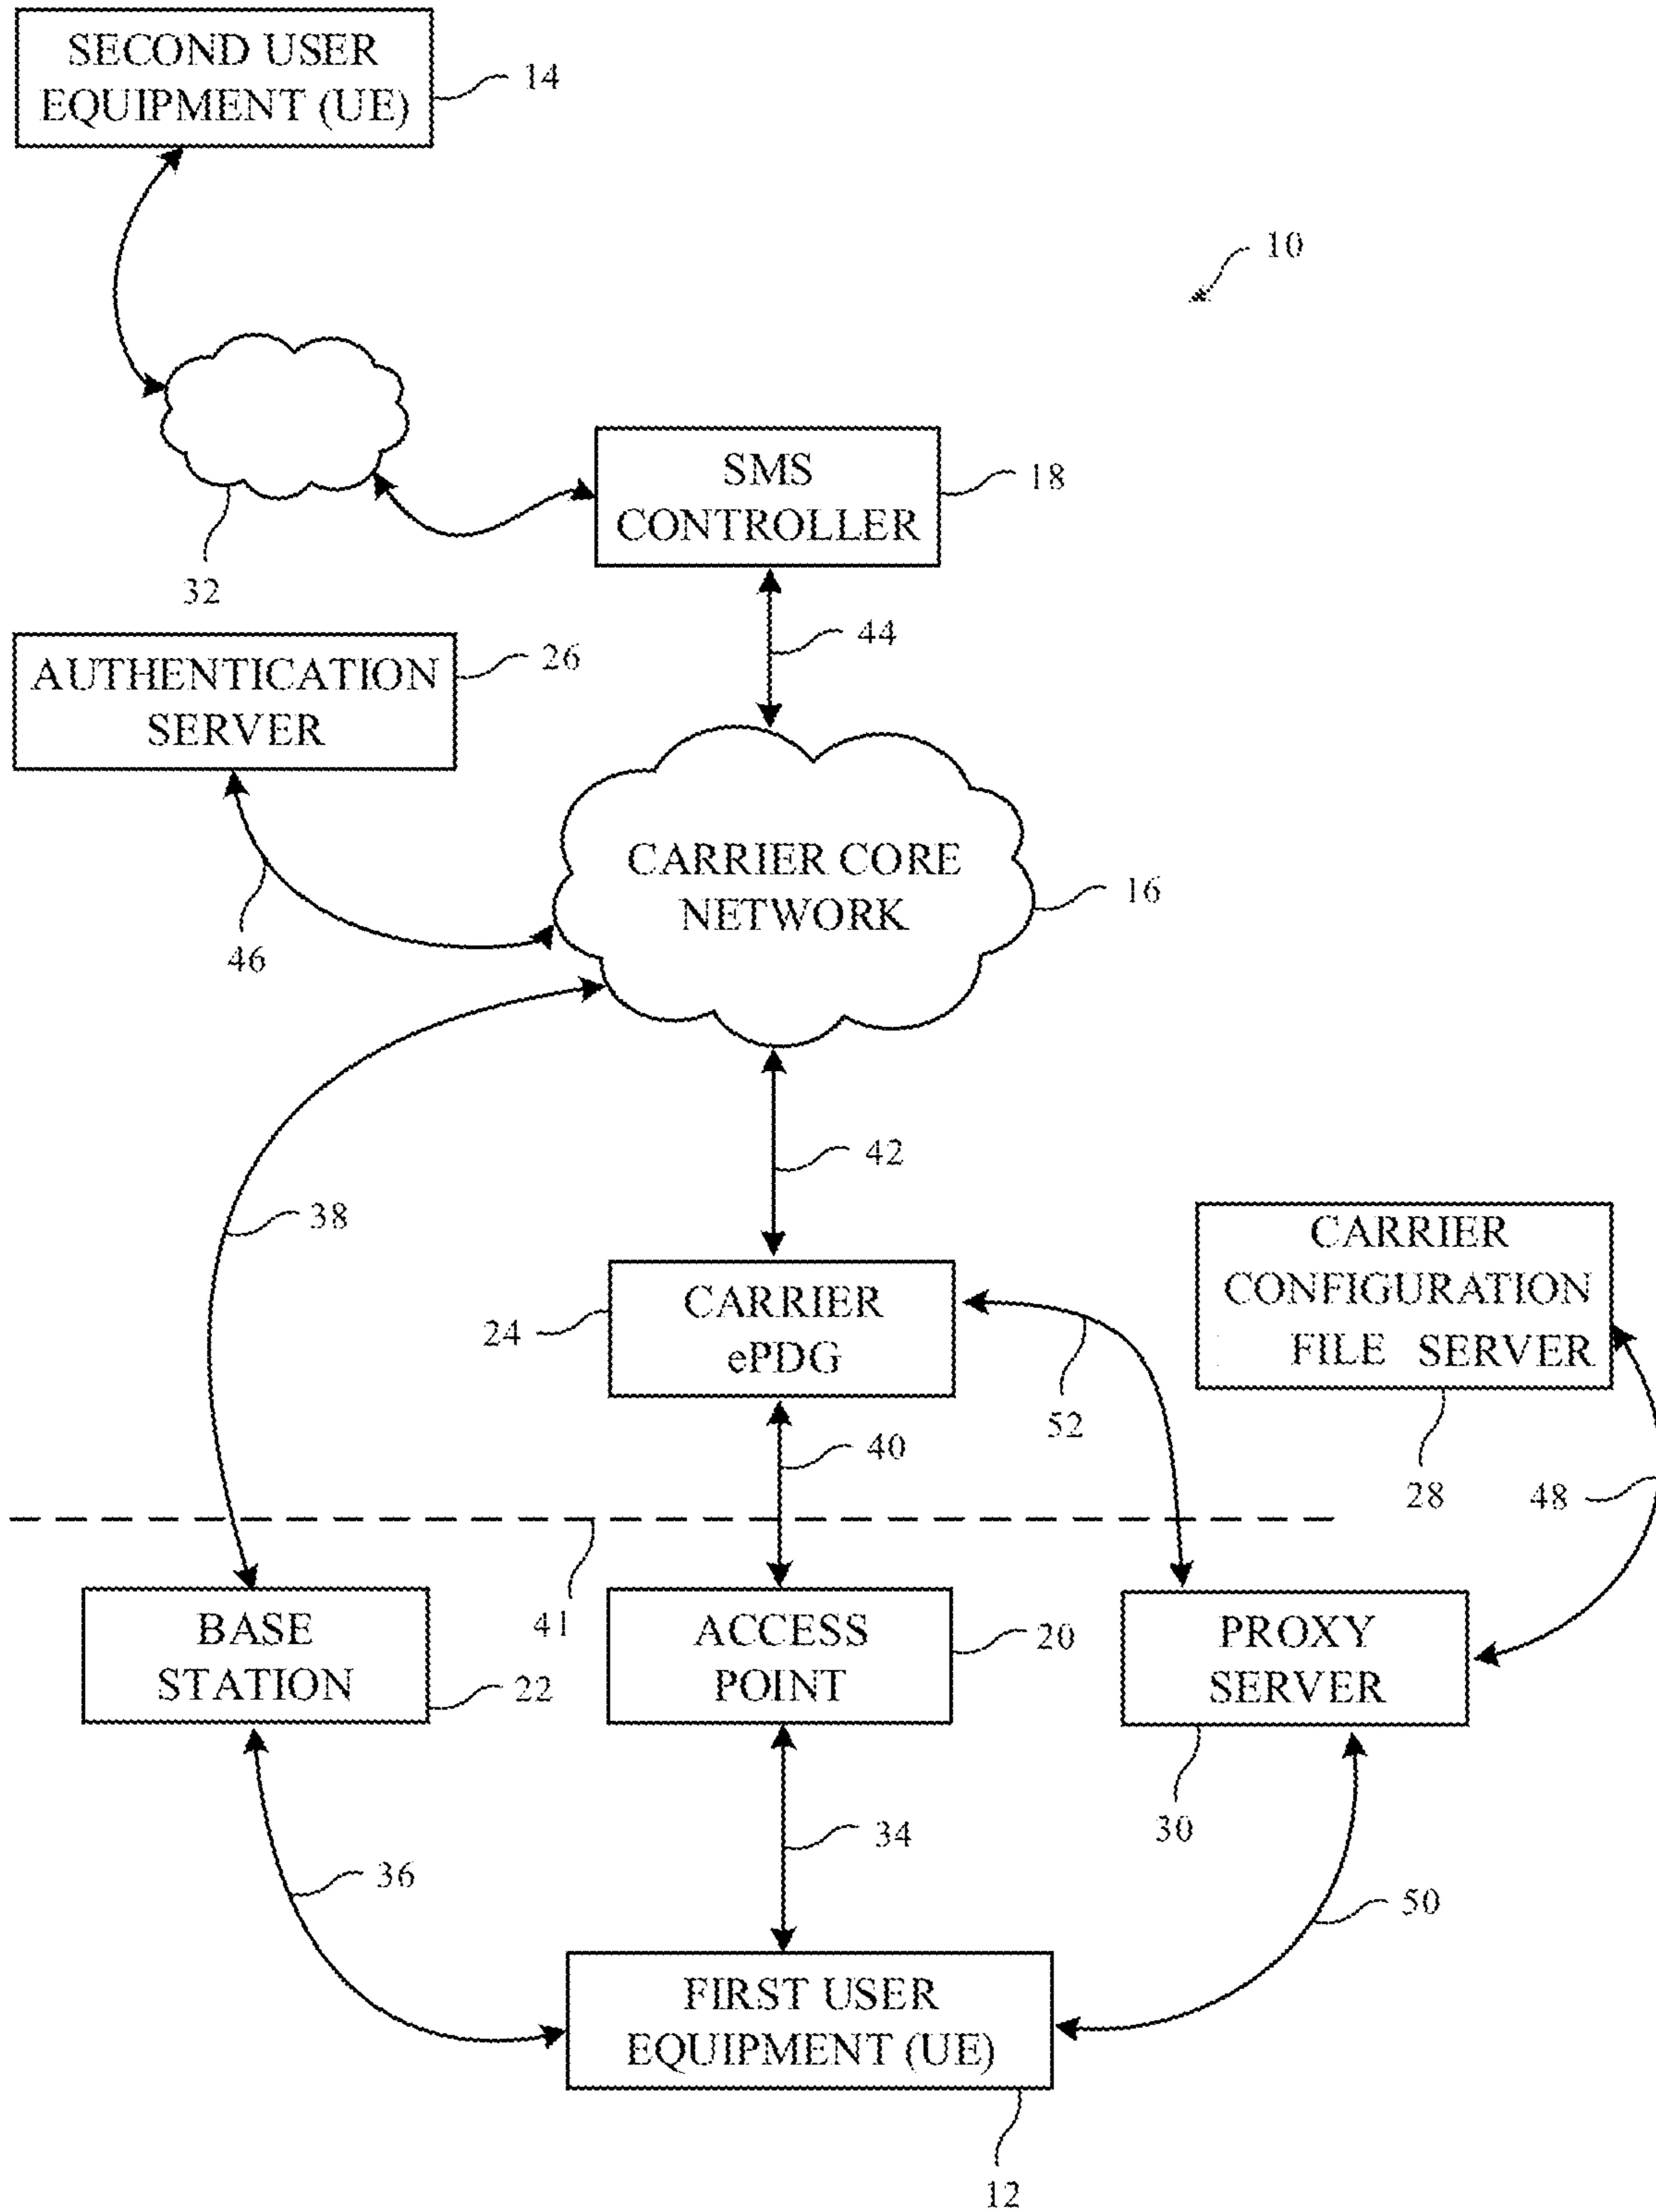 SECOND USER
EQUIPMENT (UE)
14
10
SMS
CONTROLLER
18
32
44
AUTHENTICATION
SERVER
26
CARRIER CORE
NETWORK
16
46
42
38
CARRIER
CONFIGURATION
FILE SERVER
CARRIER
ePDG
24
52
40
28
48
BASE
STATION
22
41
ACCESS
POINT
20
PROXY
SERVER
30
34
36
50
FIRST USER
EQUIPMENT (UE)
12